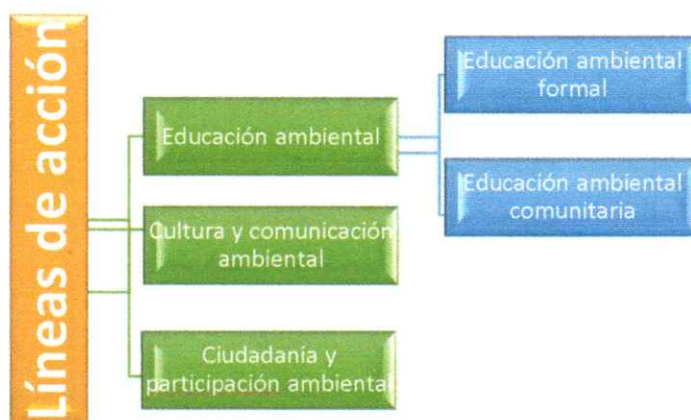 Líneas de acción
Educación ambiental
Cultura y comunicación
ambiental
Ciudadanía y
participación ambiental
Educación ambiental
formal
Educación ambiental
comunitaria